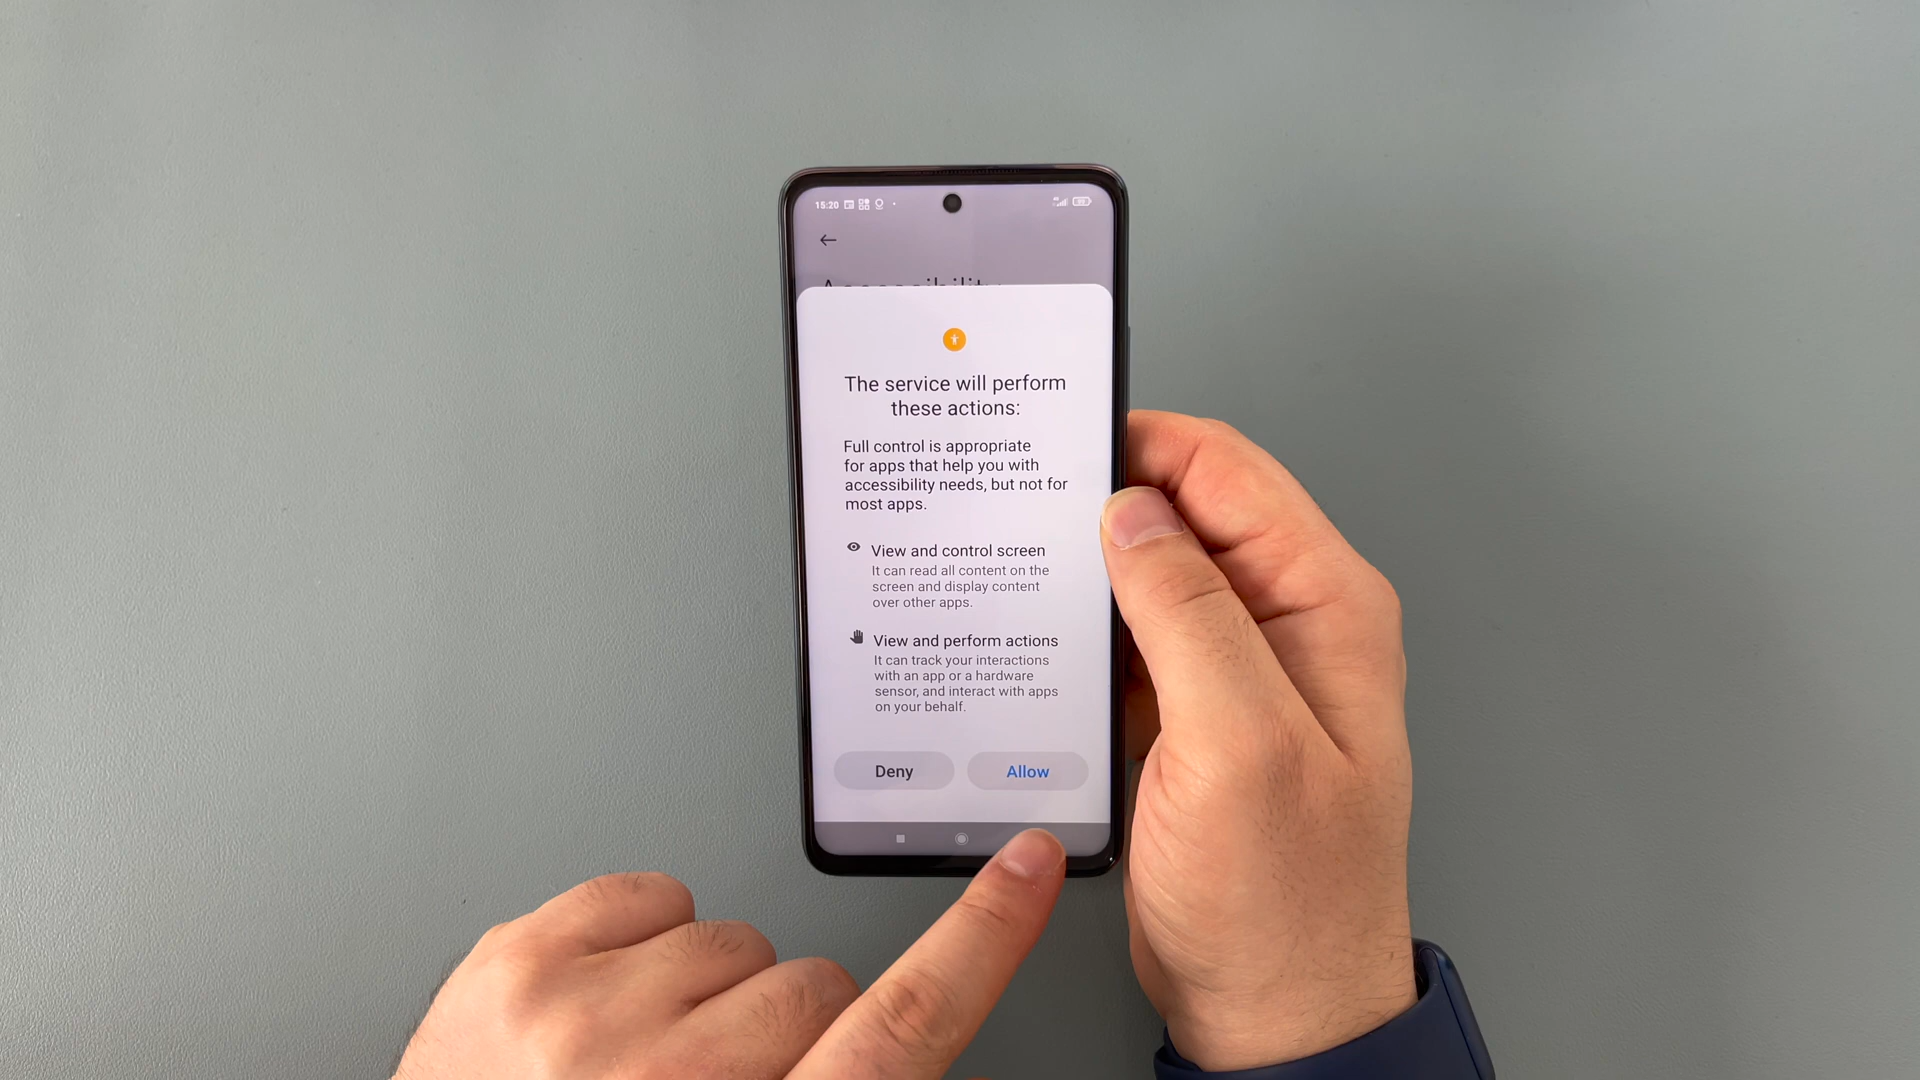 15:20
Accessibility
The service will perform
these actions:
Full control is appropriate
for apps that help you with
accessibility needs, but not for
most apps.
View and control screen
It can read all content on the
screen and display content
over other apps.
View and perform actions
It can track your interactions
with an app or a hardware
sensor, and interact with apps
on your behalf.
Deny
Allow